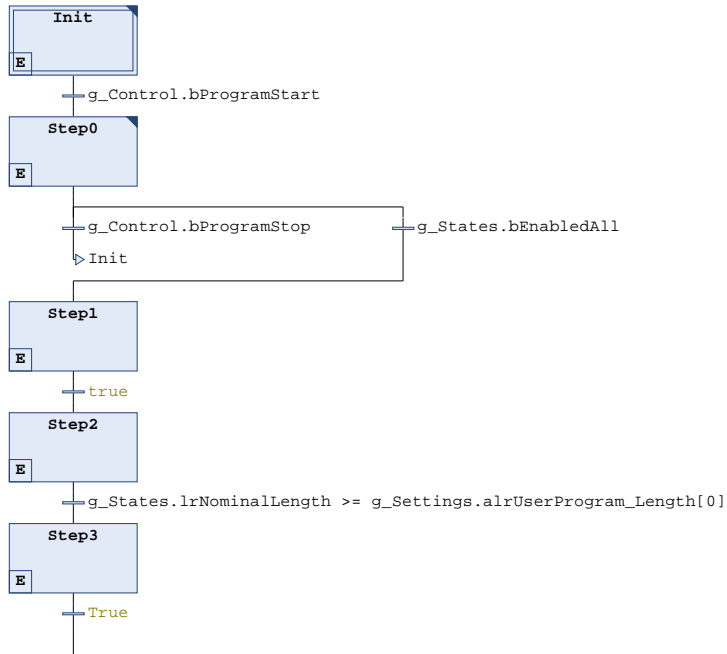 Init
E
g_Control.bProgramStart
Step0
E
g_Control.bProgramStop g_States.bEnabledAll
Init
Step1
E
true
Step2
E
g_States.lrNominalLength >= g_Settings.alrUserProgram_Length[0]
Step3
E
True